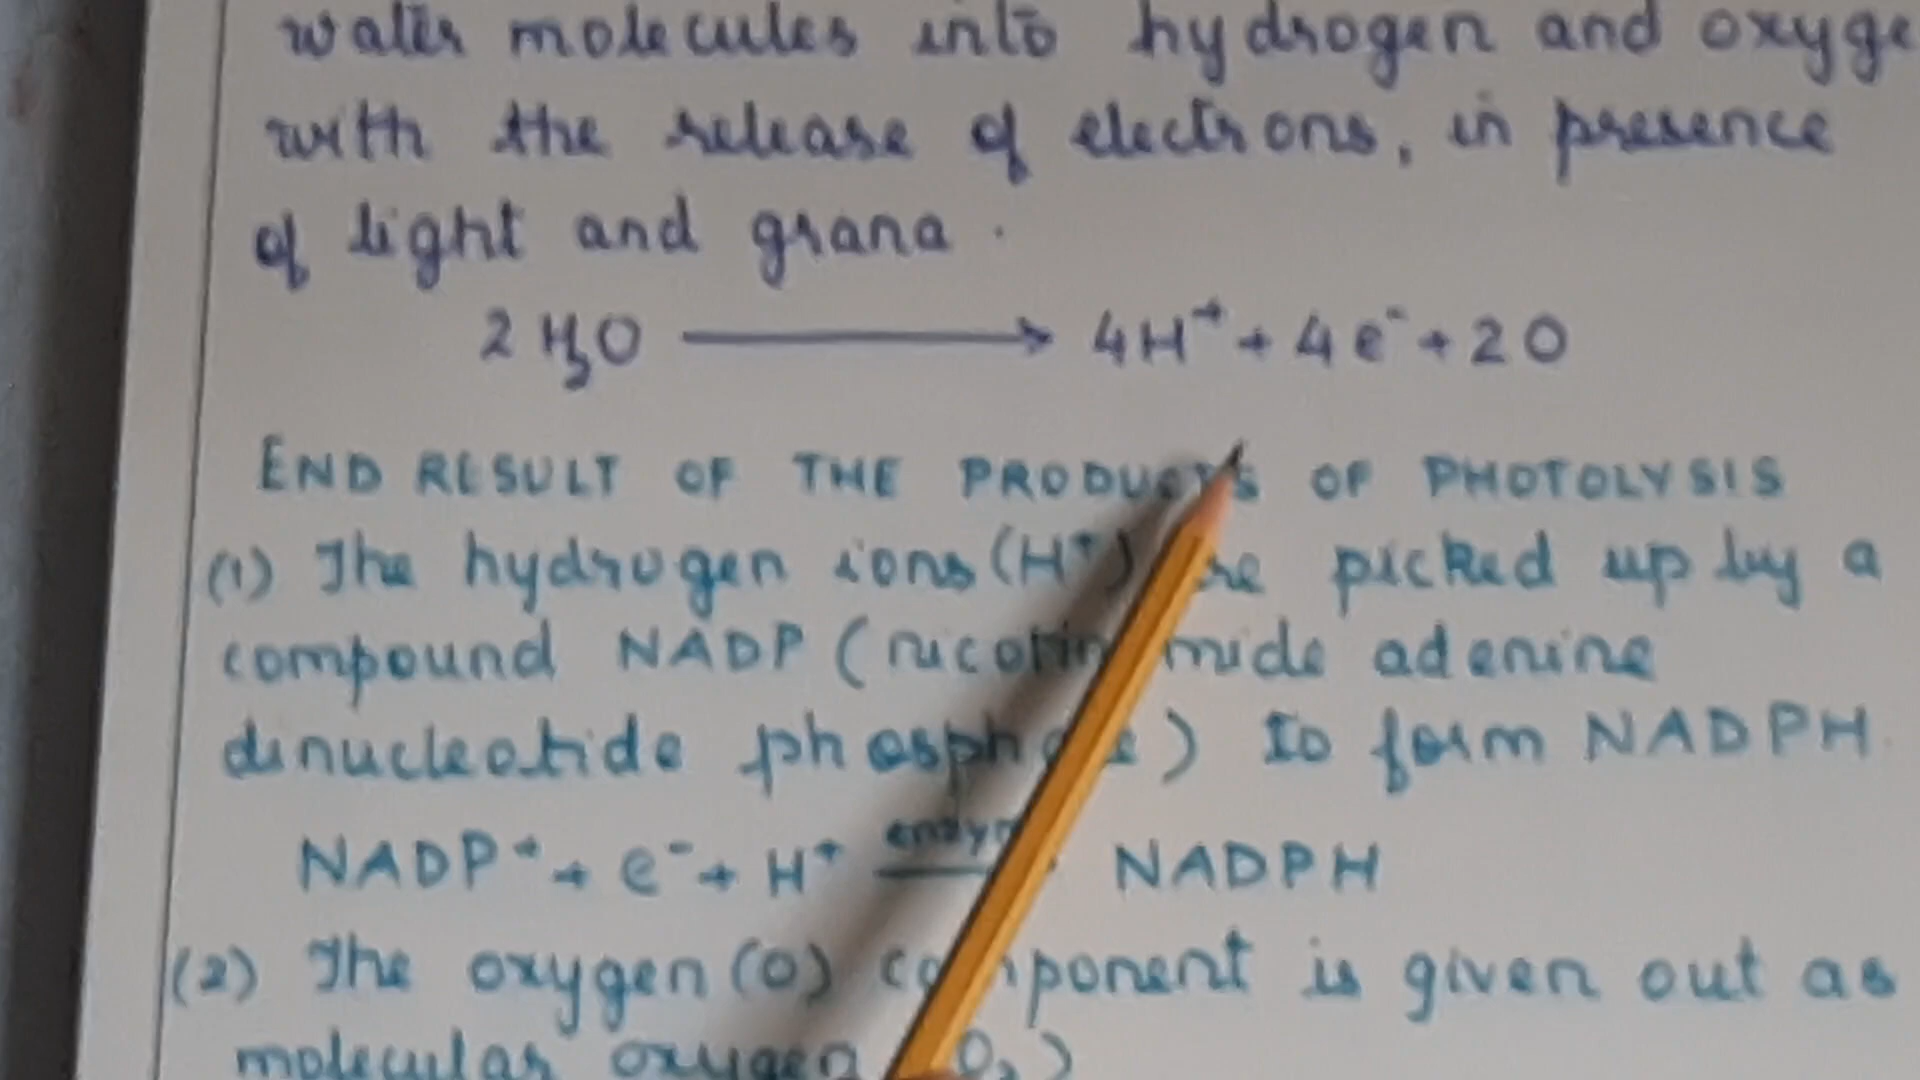 water molecules into hydrogen and oxyge
with the release of electrons, in presence
of light and grana.
2H₂O → 4H⁺ + 4e⁻ + 2O
END RESULT OF THE PRODUCTS OF PHOTOLYSIS
(1) The hydrogen ions (H⁺) are picked up by a
compound NADP (nicotinamide adenine
dinucleotide phosphate) to form NADPH
NADP⁺ + e⁻ + H⁺ enzym → NADPH
(2) The oxygen (O) component is given out as
molecular oxygen (O₂)